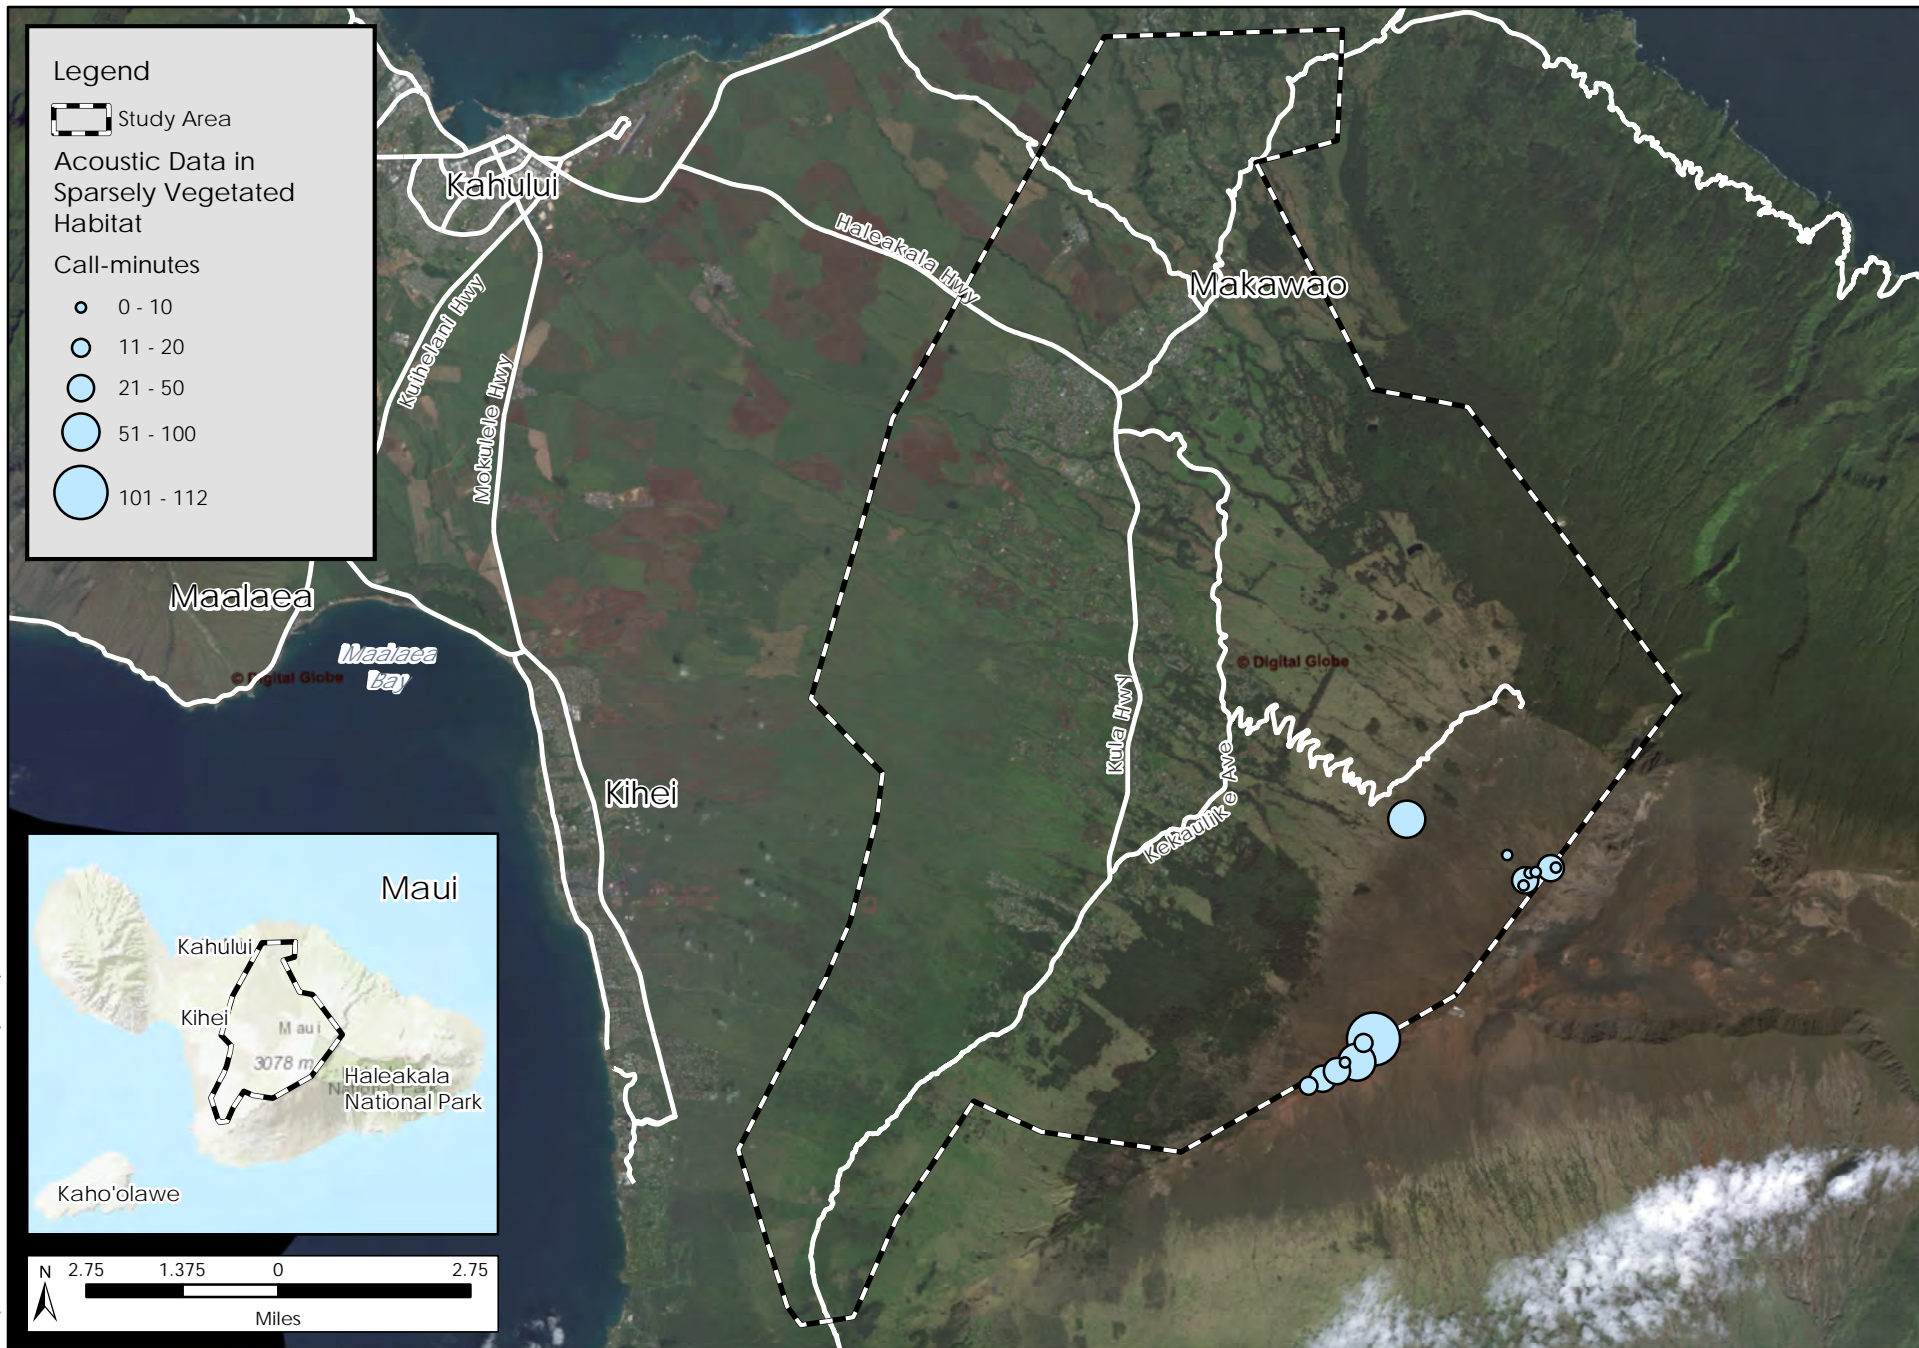 Legend
Study Area
Acoustic Data in
Sparsely Vegetated
Habitat
Call-minutes
0 - 10
11 - 20
21 - 50
51 - 100
101 - 112
Kahului
Haleakala Hwy
Makawao
Kuihelani Hwy
Mokulele Hwy
Maalaea
Maalaea
Bay
© Digital Globe
© Digital Globe
Kihei
Kula Hwy
Kekaulike Ave
Maui
Kahului
Kihei
Maui
3078 m
Haleakala
National Park
National Park
Kaho'olawe
N
2.75 1.375 0 2.75
Miles